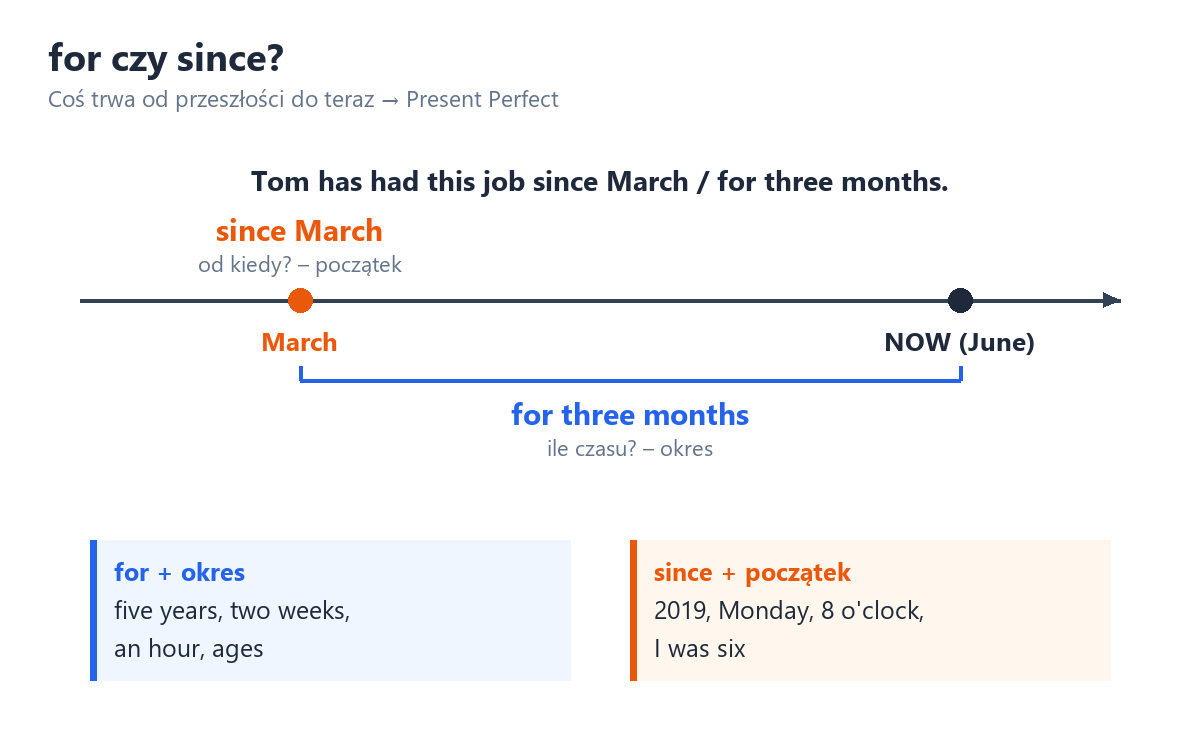 for czy since?
Coś trwa od przeszłości do teraz → Present Perfect
Tom has had this job since March / for three months.
since March
od kiedy? – początek
March
NOW (June)
for three months
ile czasu? – okres
for + okres
five years, two weeks,
an hour, ages
since + początek
2019, Monday, 8 o'clock,
I was six